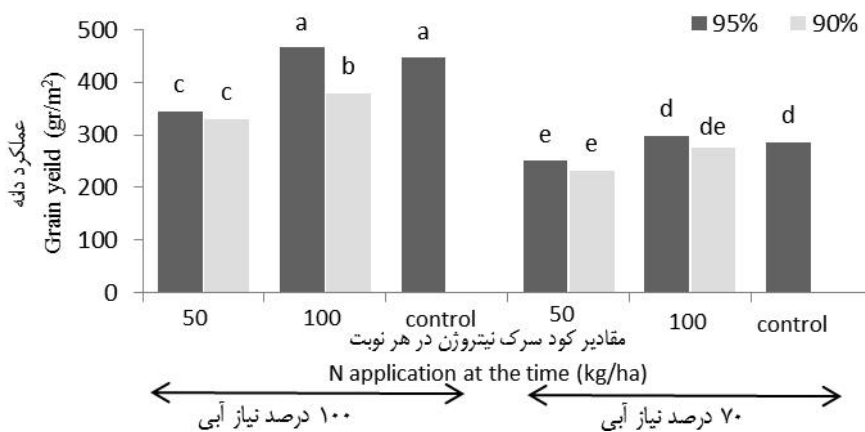 95% 90%
a a
b
c c
d de d
e e
500
400
300
200
100
0
عملکرد دانه
Grain yeild (gr/m²)
50 100 control 50 100 control
مقادیر کود سرک نیتروژن در هر نوبت
N application at the time (kg/ha)
۱۰۰ درصد نیاز آبی ۷۰ درصد نیاز آبی